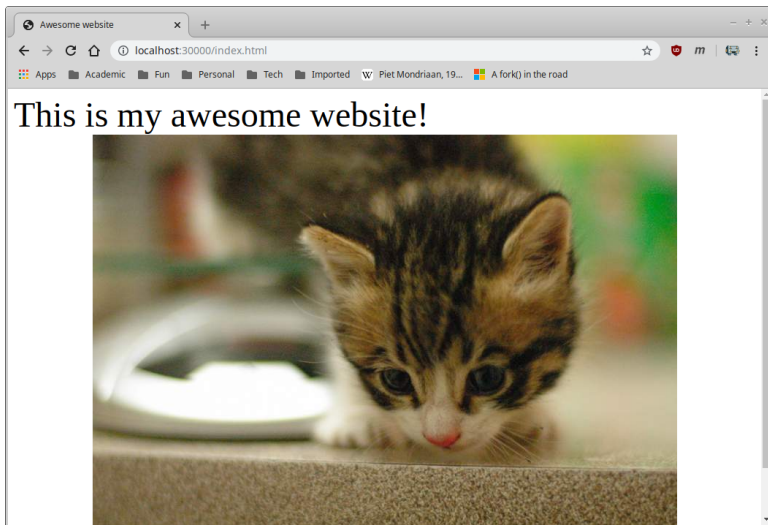 Awesome website
localhost:30000/index.html
m
Apps Academic Fun Personal Tech Imported W Piet Mondriaan, 19... A fork() in the road
This is my awesome website!